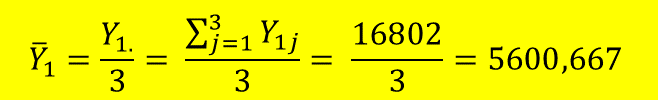 Ȳ₁ = Y₁. / 3 = ∑³ⱼ₌₁ Y₁ⱼ / 3 = 16802 / 3 = 5600,667